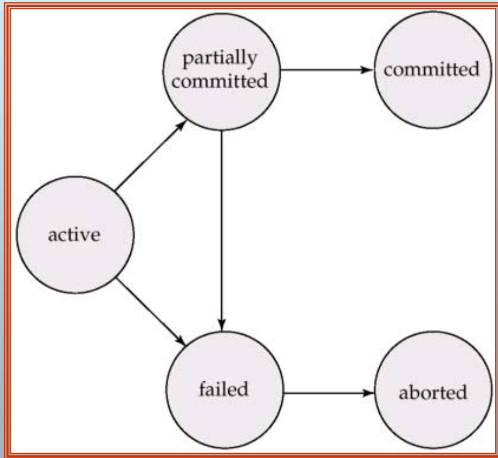 partially
committed
committed
active
failed
aborted